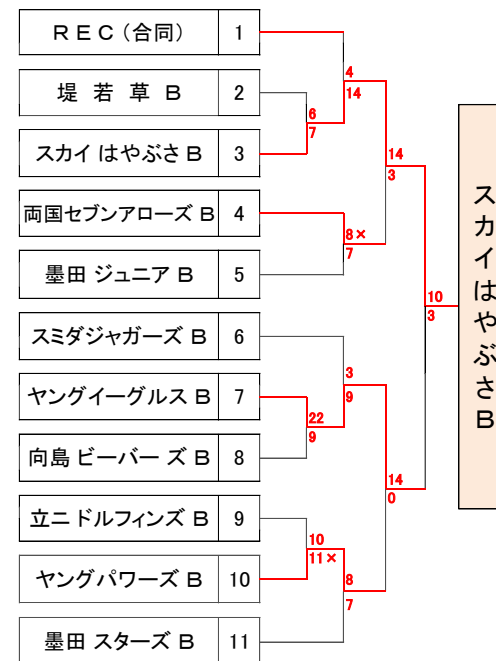 ＲＥＣ（合同） 1
4
14
堤 若 草 Ｂ 2
6
7
スカイ はやぶさ Ｂ 3
14
3
両国セブンアローズ Ｂ 4
8×
7
墨田 ジュニア Ｂ 5
10
3
スカイはやぶさＢ
スミダジャガーズ Ｂ 6
3
9
ヤングイーグルス Ｂ 7
22
9
向島 ビーバー ズ Ｂ 8
14
0
立ニ ドルフィンズ Ｂ 9
10
11×
ヤングパワーズ Ｂ 10
8
7
墨田 スターズ Ｂ 11